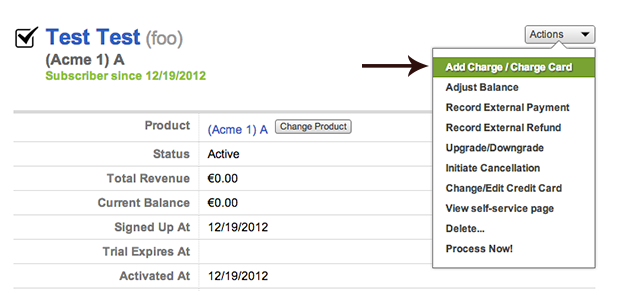 Test Test (foo)
Actions
(Acme 1) A
Subscriber since 12/19/2012
Add Charge / Charge Card
Adjust Balance
Record External Payment
Record External Refund
Upgrade/Downgrade
Initiate Cancellation
Change/Edit Credit Card
View self-service page
Delete...
Process Now!
Product (Acme 1) A Change Product
Status Active
Total Revenue €0.00
Current Balance €0.00
Signed Up At 12/19/2012
Trial Expires At
Activated At 12/19/2012